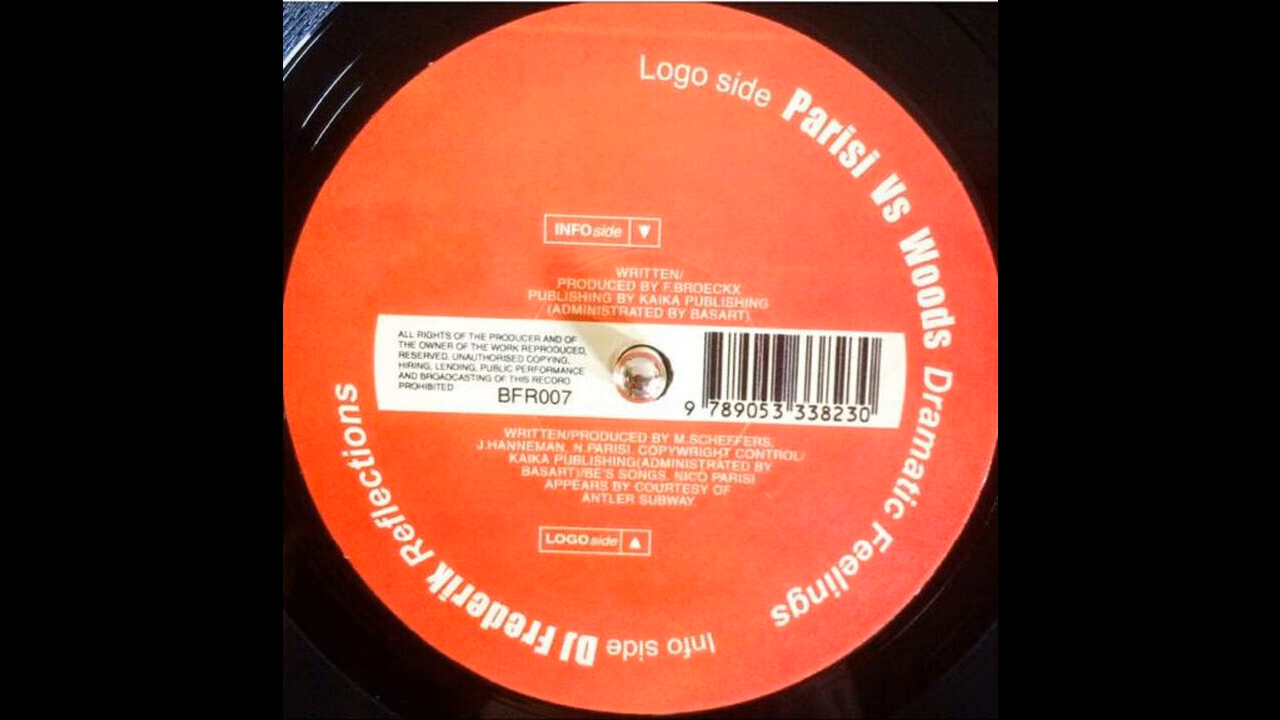 Logo side Parisi Vs Woods Dramatic Feelings
INFO side ▼
WRITTEN/
PRODUCED BY F.BROECKX
PUBLISHING BY KAIKA PUBLISHING
(ADMINISTRATED BY BASART)
ALL RIGHTS OF THE PRODUCER AND OF
THE OWNER OF THE WORK REPRODUCED,
RESERVED, UNAUTHORISED COPYING,
HIRING, LENDING, PUBLIC PERFORMANCE
AND BROADCASTING OF THIS RECORD
PROHIBITED
BFR007
9 789053 338230
WRITTEN/PRODUCED BY M.SCHEFFERS,
J.HANNEMAN, N.PARISI. COPYWRIGHT CONTROL/
KAIKA PUBLISHING(ADMINISTRATED BY
BASART)/BE'S SONGS. NICO PARISI
APPEARS BY COURTESY OF
ANTLER SUBWAY
LOGO side ▲
Info side DJ Frederik Reflections